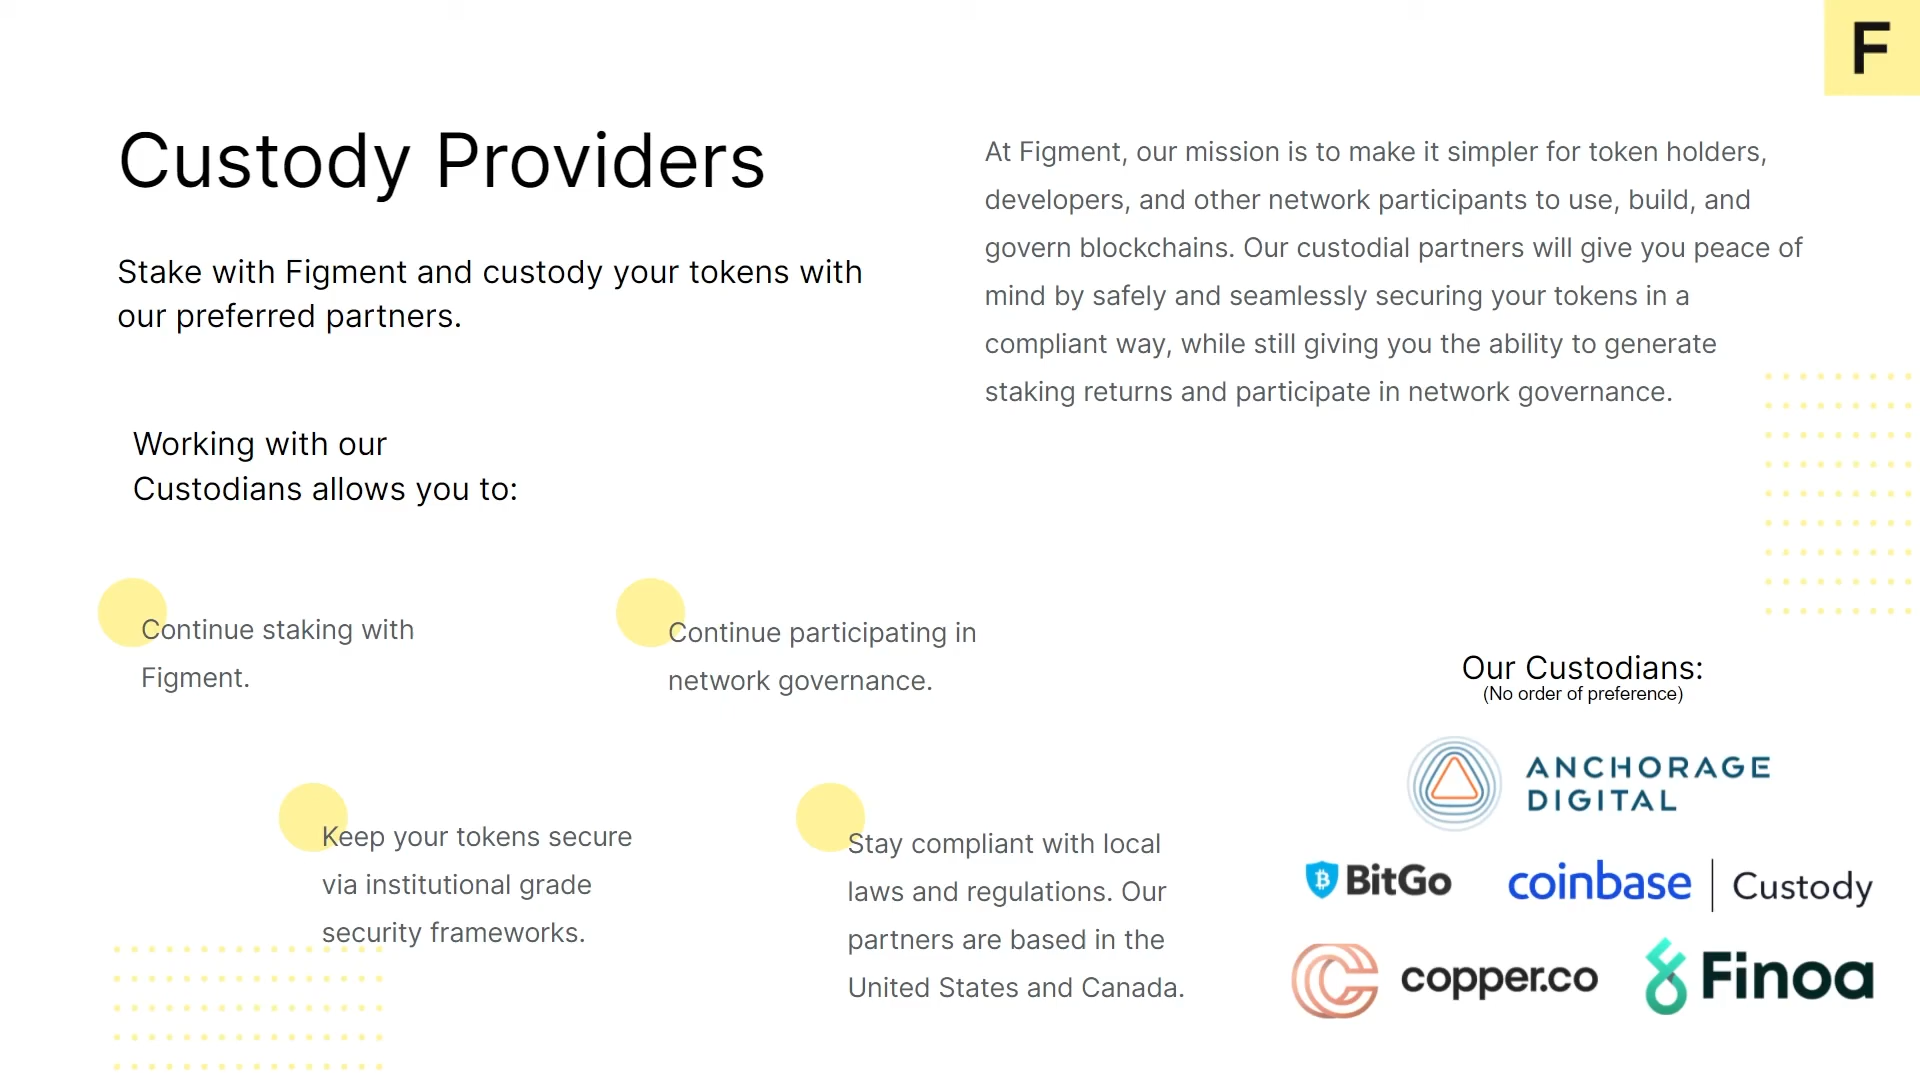 F
Custody Providers
Stake with Figment and custody your tokens with
our preferred partners.
At Figment, our mission is to make it simpler for token holders,
developers, and other network participants to use, build, and
govern blockchains. Our custodial partners will give you peace of
mind by safely and seamlessly securing your tokens in a
compliant way, while still giving you the ability to generate
staking returns and participate in network governance.
Working with our
Custodians allows you to:
Continue staking with
Figment.
Continue participating in
network governance.
Keep your tokens secure
via institutional grade
security frameworks.
Stay compliant with local
laws and regulations. Our
partners are based in the
United States and Canada.
Our Custodians:
(No order of preference)
ANCHORAGE
DIGITAL
BitGo
coinbase | Custody
copper.co
Finoa